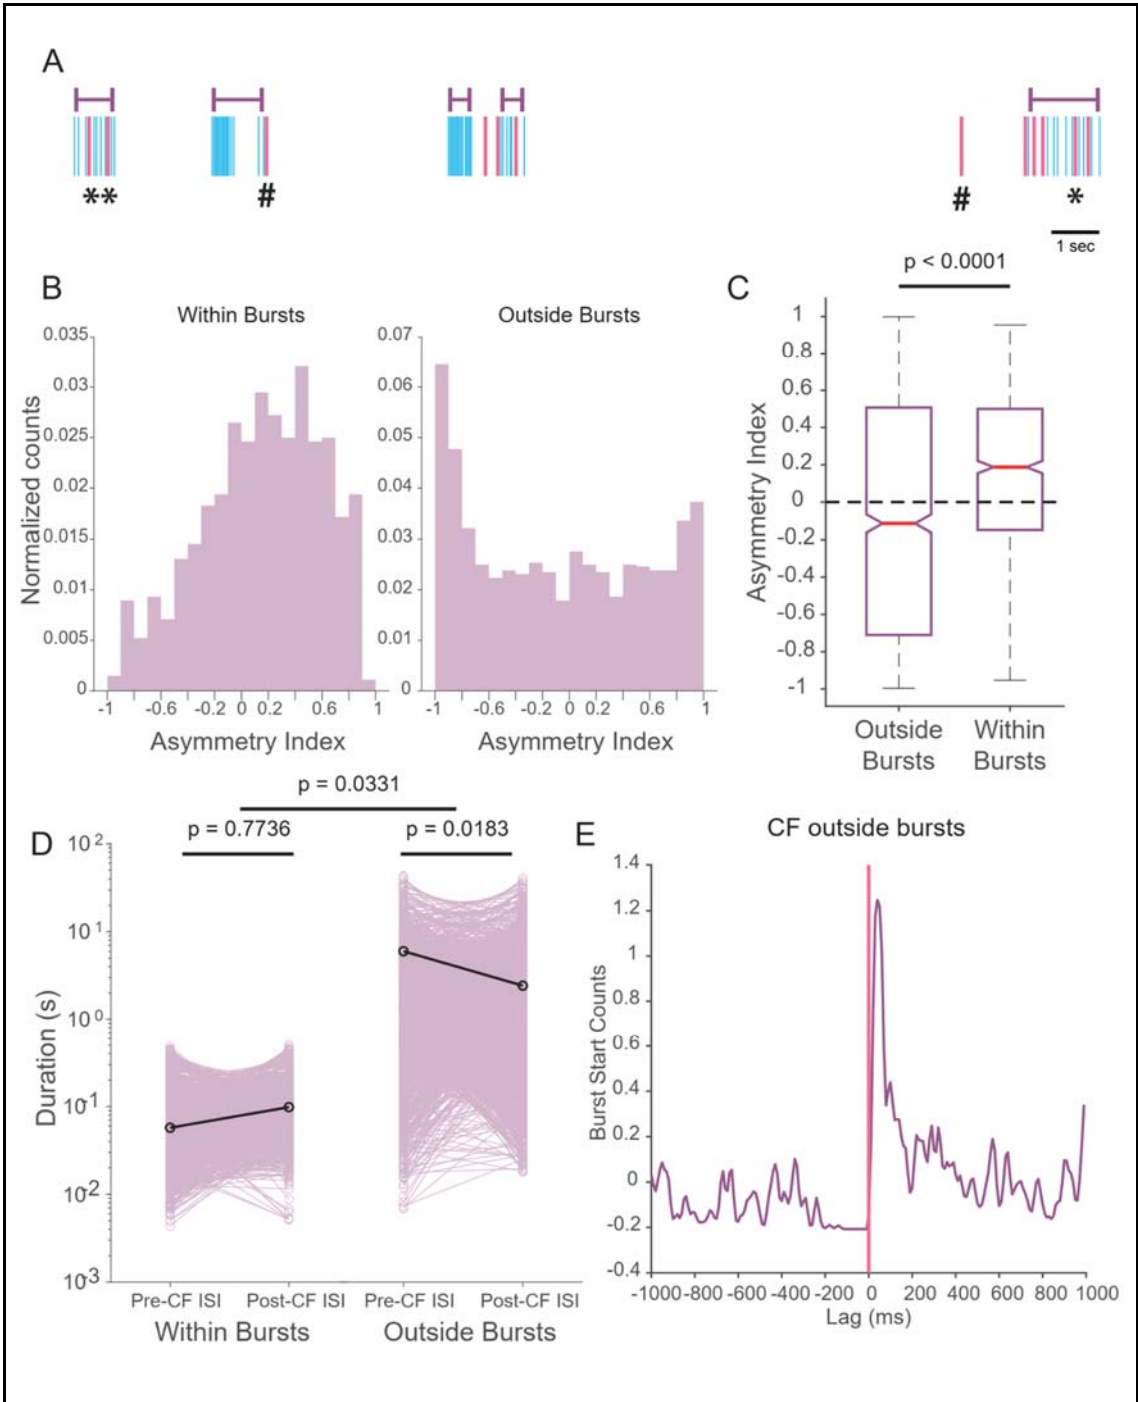 A
** # # *
1 sec
B
Within Bursts
Outside Bursts
Normalized counts
0.035
0.03
0.025
0.02
0.015
0.01
0.005
0
-1 -0.6 -0.2 0 0.2 0.6 1
Asymmetry Index
0.07
0.06
0.05
0.04
0.03
0.02
0.01
0
-1 -0.6 -0.2 0 0.2 0.6 1
Asymmetry Index
C
p < 0.0001
Asymmetry Index
1
0.8
0.6
0.4
0.2
0
-0.2
-0.4
-0.6
-0.8
-1
Outside Bursts
Within Bursts
D
p = 0.0331
p = 0.7736
p = 0.0183
Duration (s)
10²
10¹
10⁰
10⁻¹
10⁻²
10⁻³
Pre-CF ISI Post-CF ISI Pre-CF ISI Post-CF ISI
Within Bursts Outside Bursts
E
CF outside bursts
Burst Start Counts
1.4
1.2
1
0.8
0.6
0.4
0.2
0
-0.2
-0.4
-1000 -800 -600 -400 -200 0 200 400 600 800 1000
Lag (ms)